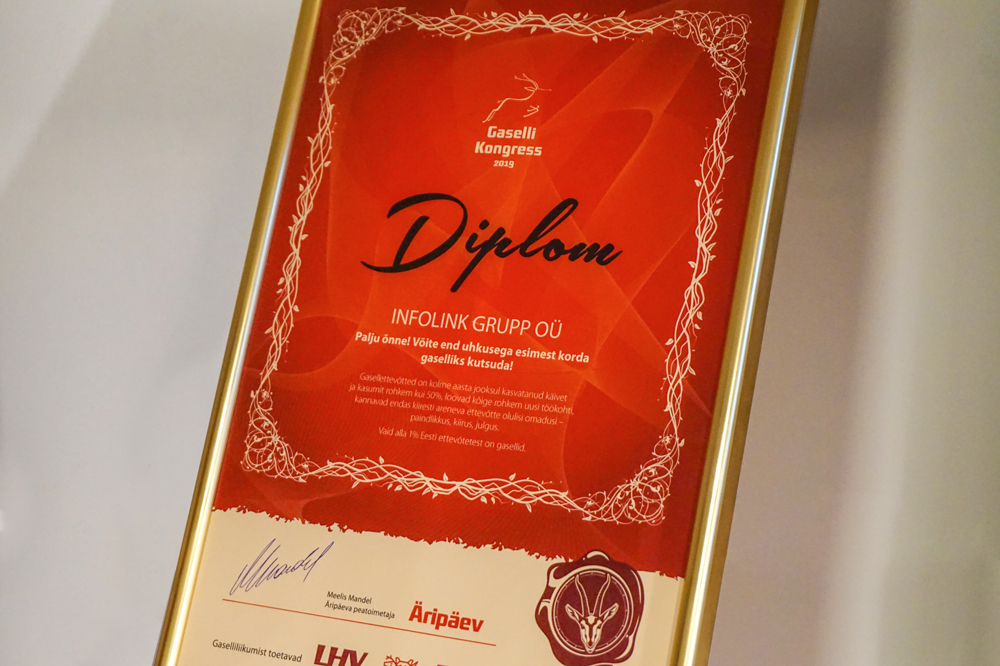 Gaselli
Kongress
2019
Diplom
INFOLINK GRUPP OÜ
Palju õnne! Võite end uhkusega esimest korda
gaselliks kutsuda!
Gasellettevõtted on kolme aasta jooksul kasvatanud käivet
ja kasumit rohkem kui 50%, loovad kõige rohkem uusi töökohti,
kannavad endas kiiresti areneva ettevõtte olulisi omadusi –
paindlikkus, kiirus, julgus.
Vaid alla 1% Eesti ettevõtetest on gasellid.
Meelis Mandel
Äripäeva peatoimetaja
Äripäev
Gaselliliikumist toetavad
LHV